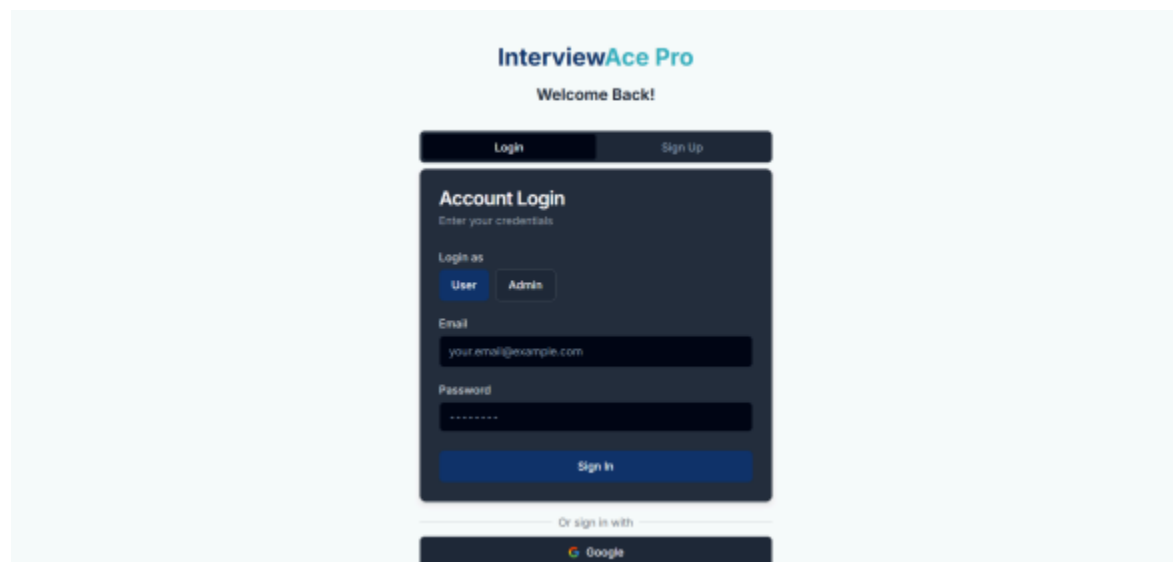 InterviewAce Pro
Welcome Back!
Login Sign Up
Account Login
Enter your credentials
Login as
User Admin
Email
your.email@example.com
Password
--------
Sign In
Or sign in with
Google